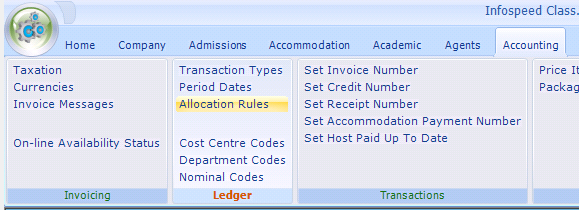 Infospeed Class.
Home Company Admissions Accommodation Academic Agents Accounting
Taxation
Currencies
Invoice Messages
On-line Availability Status
Invoicing
Transaction Types
Period Dates
Allocation Rules
Cost Centre Codes
Department Codes
Nominal Codes
Ledger
Set Invoice Number
Set Credit Number
Set Receipt Number
Set Accommodation Payment Number
Set Host Paid Up To Date
Transactions
Price It
Packag